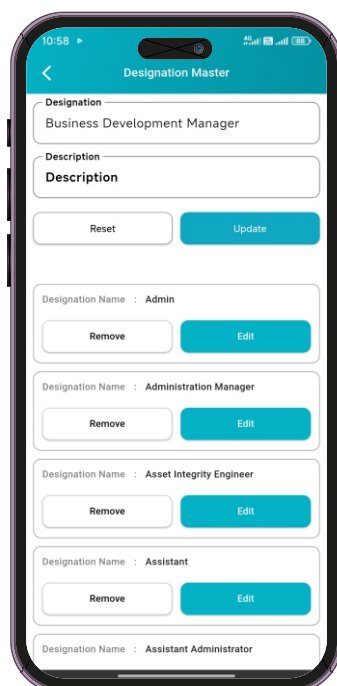 10:58
4G 88
Designation Master
Designation
Business Development Manager
Description
Description
Reset Update
Designation Name : Admin
Remove Edit
Designation Name : Administration Manager
Remove Edit
Designation Name : Asset Integrity Engineer
Remove Edit
Designation Name : Assistant
Remove Edit
Designation Name : Assistant Administrator